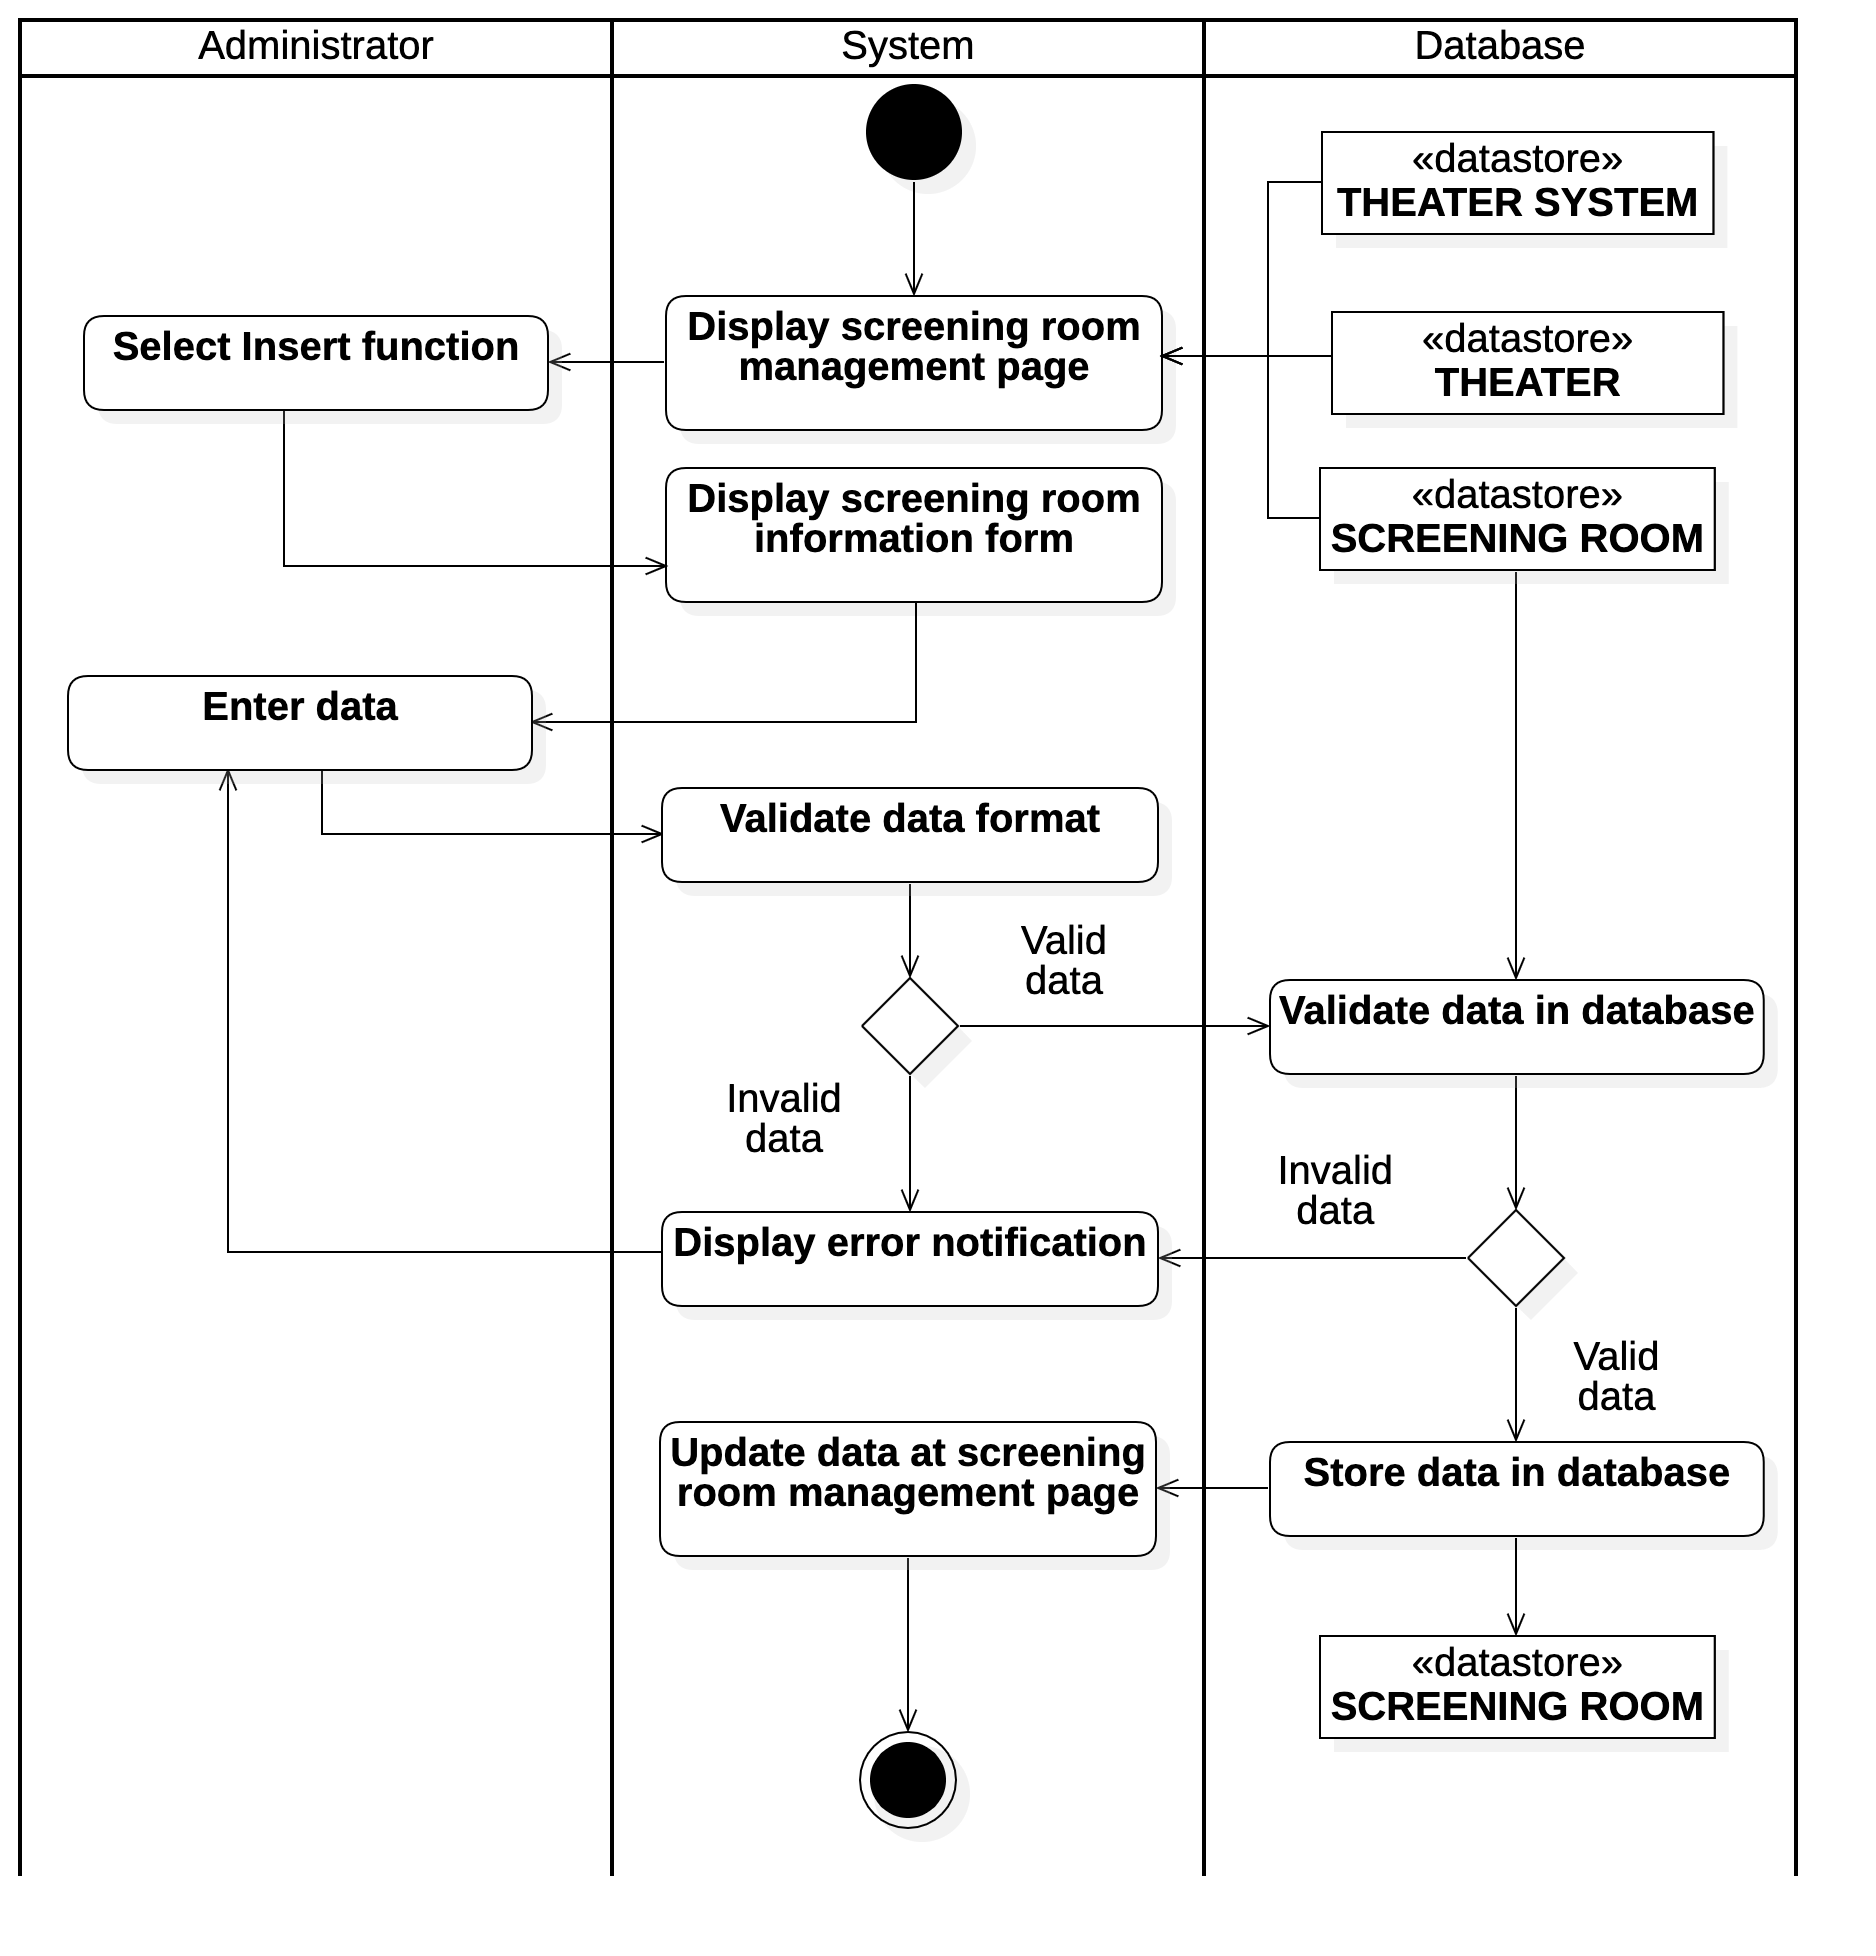 Administrator
System
Database
«datastore»
THEATER SYSTEM
Select Insert function
Display screening room
management page
«datastore»
THEATER
Display screening room
information form
«datastore»
SCREENING ROOM
Enter data
Validate data format
Valid
data
Validate data in database
Invalid
data
Invalid
data
Display error notification
Valid
data
Update data at screening
room management page
Store data in database
«datastore»
SCREENING ROOM